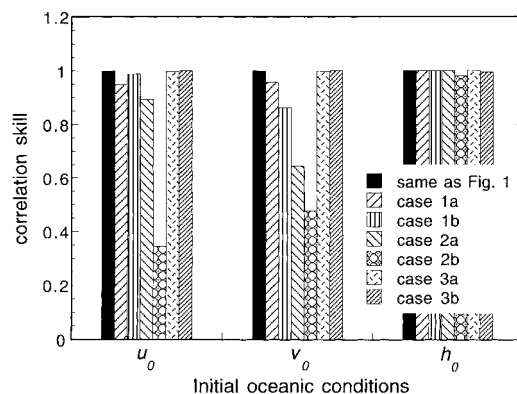 1.2
1
0.8
0.6
0.4
0.2
0
correlation skill
same as Fig. 1
case 1a
case 1b
case 2a
case 2b
case 3a
case 3b
u0 v0 h0
Initial oceanic conditions